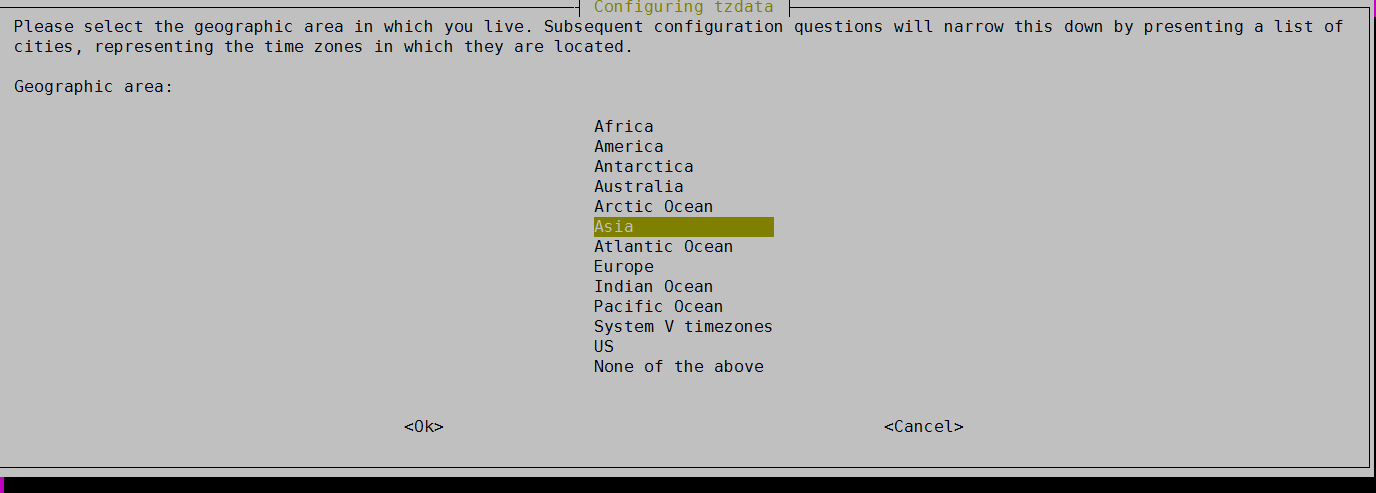 Configuring tzdata
Please select the geographic area in which you live. Subsequent configuration questions will narrow this down by presenting a list of
cities, representing the time zones in which they are located.
Geographic area:
Africa
America
Antarctica
Australia
Arctic Ocean
Asia
Atlantic Ocean
Europe
Indian Ocean
Pacific Ocean
System V timezones
US
None of the above
<Ok> <Cancel>